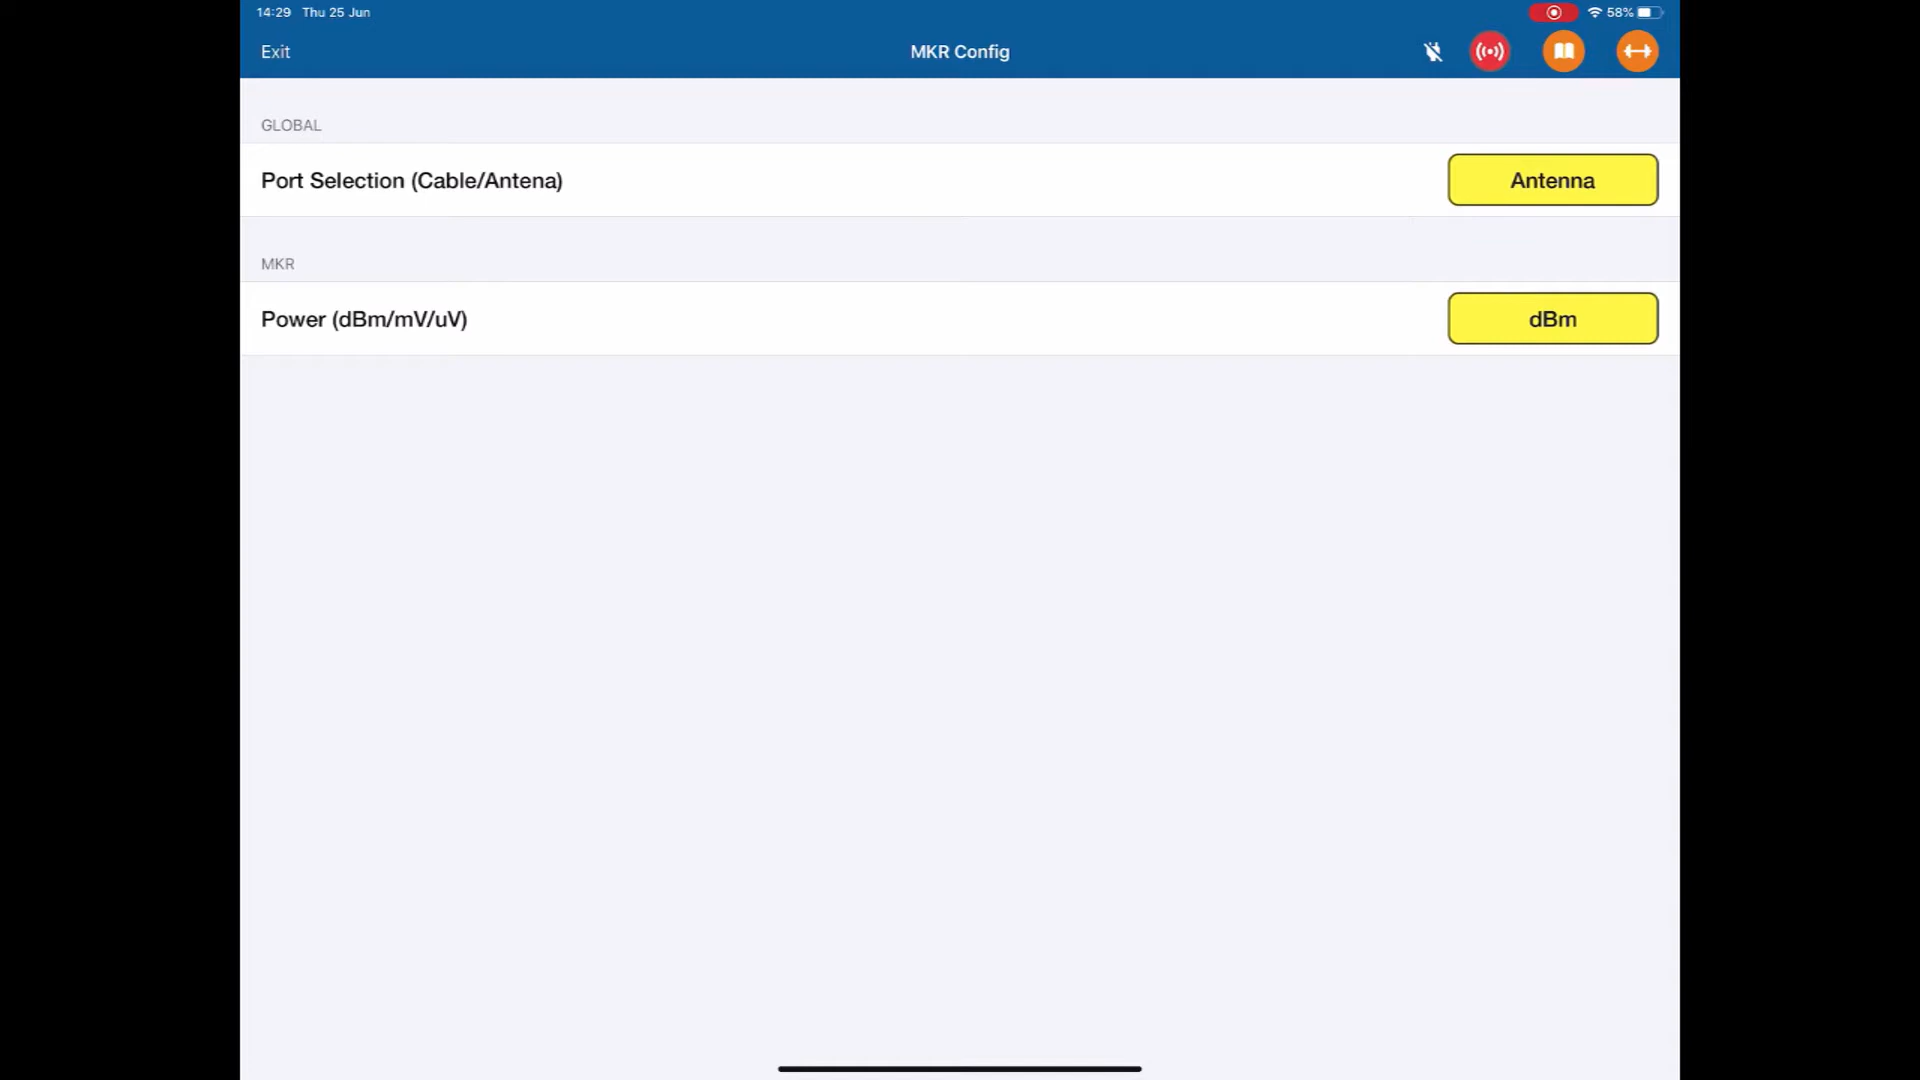 14:29 Thu 25 Jun
58%
Exit
MKR Config
GLOBAL
Port Selection (Cable/Antena)
Antenna
MKR
Power (dBm/mV/uV)
dBm